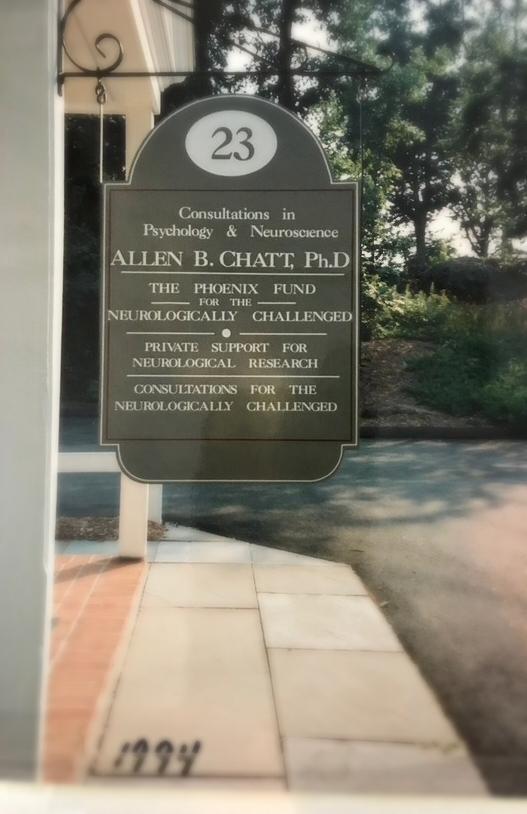 23
Consultations in
Psychology & Neuroscience
ALLEN B. CHATT, Ph.D
THE PHOENIX FUND
FOR THE
NEUROLOGICALLY CHALLENGED
PRIVATE SUPPORT FOR
NEUROLOGICAL RESEARCH
CONSULTATIONS FOR THE
NEUROLOGICALLY CHALLENGED
1994